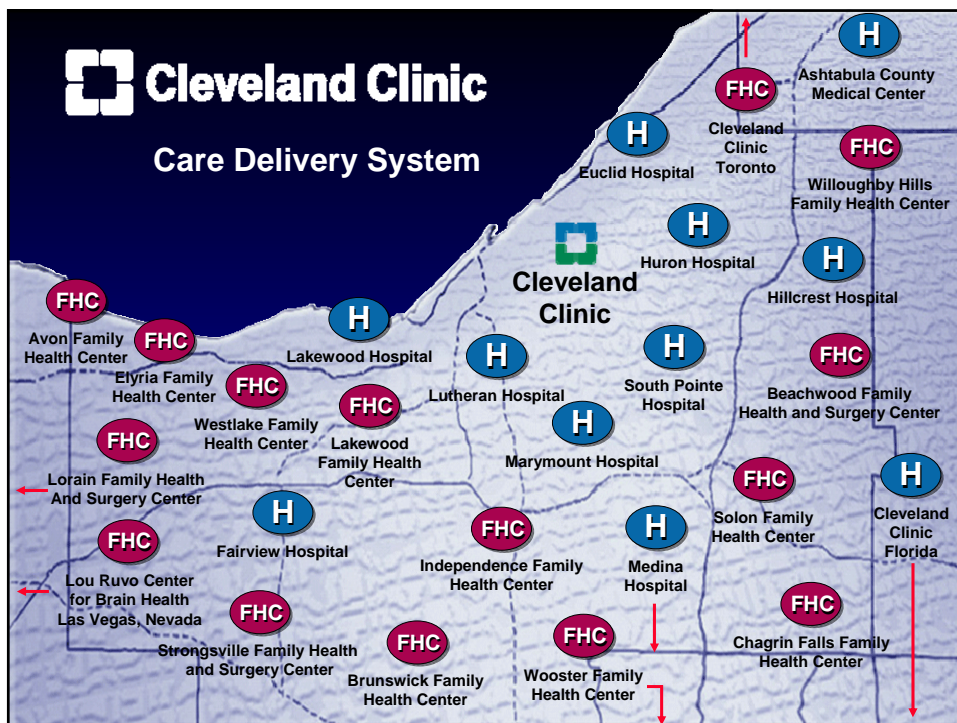 Cleveland Clinic
Care Delivery System
H
Ashtabula County
Medical Center
FHC
Cleveland
Clinic
Toronto
H
Euclid Hospital
FHC
Willoughby Hills
Family Health Center
H
Huron Hospital
Cleveland
Clinic
H
Hillcrest Hospital
FHC
Avon Family
Health Center
FHC
Elyria Family
Health Center
H
Lakewood Hospital
H
Lutheran Hospital
H
South Pointe
Hospital
FHC
Beachwood Family
Health and Surgery Center
FHC
Westlake Family
Health Center
FHC
Lakewood
Family Health
Center
H
Marymount Hospital
FHC
Lorain Family Health
And Surgery Center
H
Fairview Hospital
FHC
Independence Family
Health Center
H
Medina
Hospital
FHC
Solon Family
Health Center
H
Cleveland
Clinic
Florida
FHC
Lou Ruvo Center
for Brain Health
Las Vegas, Nevada
FHC
Strongsville Family Health
and Surgery Center
FHC
Brunswick Family
Health Center
FHC
Wooster Family
Health Center
FHC
Chagrin Falls Family
Health Center